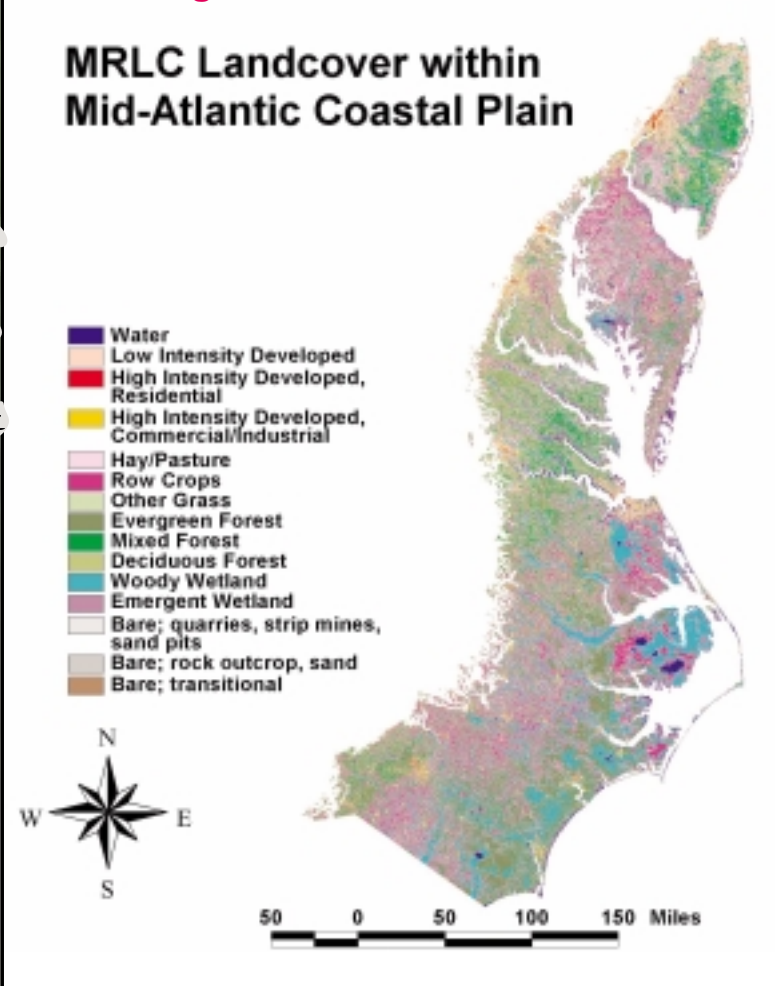 MRLC Landcover within
Mid-Atlantic Coastal Plain
Water
Low Intensity Developed
High Intensity Developed,
Residential
High Intensity Developed,
Commercial/Industrial
Hay/Pasture
Row Crops
Other Grass
Evergreen Forest
Mixed Forest
Deciduous Forest
Woody Wetland
Emergent Wetland
Bare; quarries, strip mines,
sand pits
Bare; rock outcrop, sand
Bare; transitional
N
W E
S
50 0 50 100 150 Miles